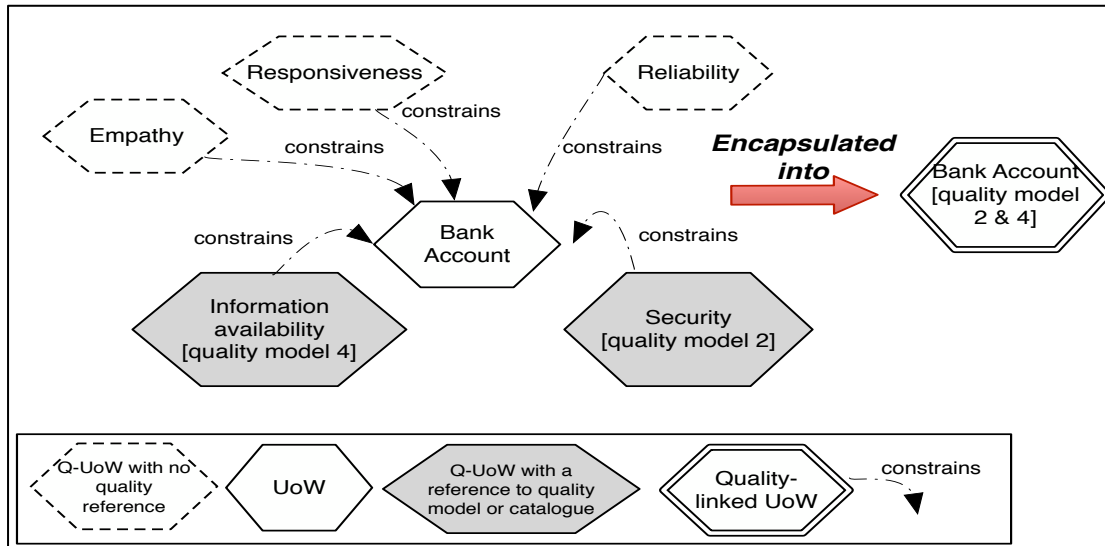 Responsiveness
Reliability
Empathy
constrains
constrains
constrains
Encapsulated
into
Bank Account
[quality model
2 & 4]
Bank
Account
constrains
constrains
Information
availability
[quality model 4]
Security
[quality model 2]
Q-UoW with no
quality
reference
UoW
Q-UoW with a
reference to quality
model or catalogue
Quality-
linked UoW
constrains